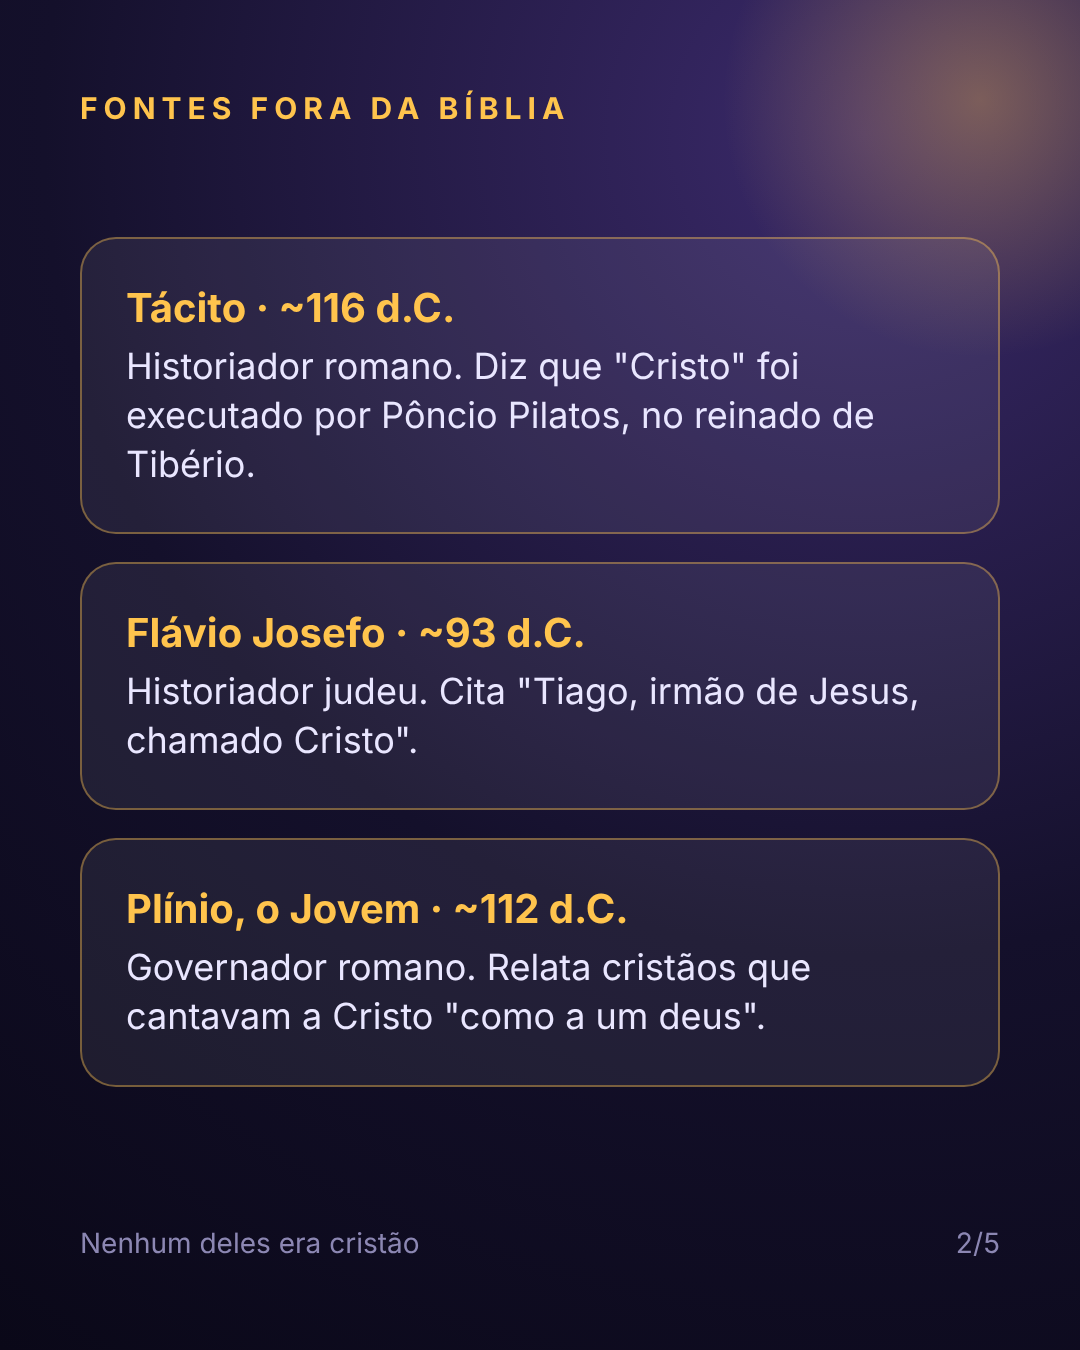 FONTES FORA DA BÍBLIA
Tácito · ~116 d.C.
Historiador romano. Diz que "Cristo" foi
executado por Pôncio Pilatos, no reinado de
Tibério.
Flávio Josefo · ~93 d.C.
Historiador judeu. Cita "Tiago, irmão de Jesus,
chamado Cristo".
Plínio, o Jovem · ~112 d.C.
Governador romano. Relata cristãos que
cantavam a Cristo "como a um deus".
Nenhum deles era cristão
2/5